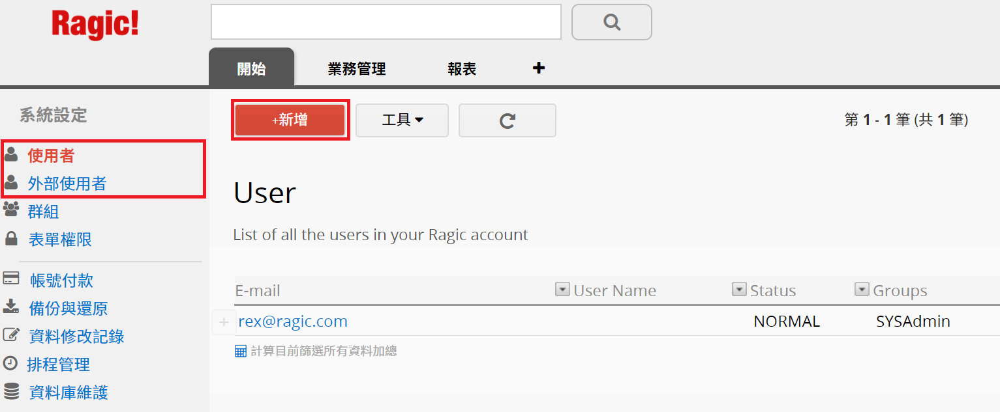 Ragic!
開始 業務管理 報表 +
系統設定
使用者
外部使用者
群組
表單權限
帳號付款
備份與還原
資料修改記錄
排程管理
資料庫維護
+新增 工具 第 1 - 1 筆 (共 1 筆)
User
List of all the users in your Ragic account
E-mail User Name Status Groups
+ rex@ragic.com NORMAL SYSAdmin
計算目前篩選所有資料加總